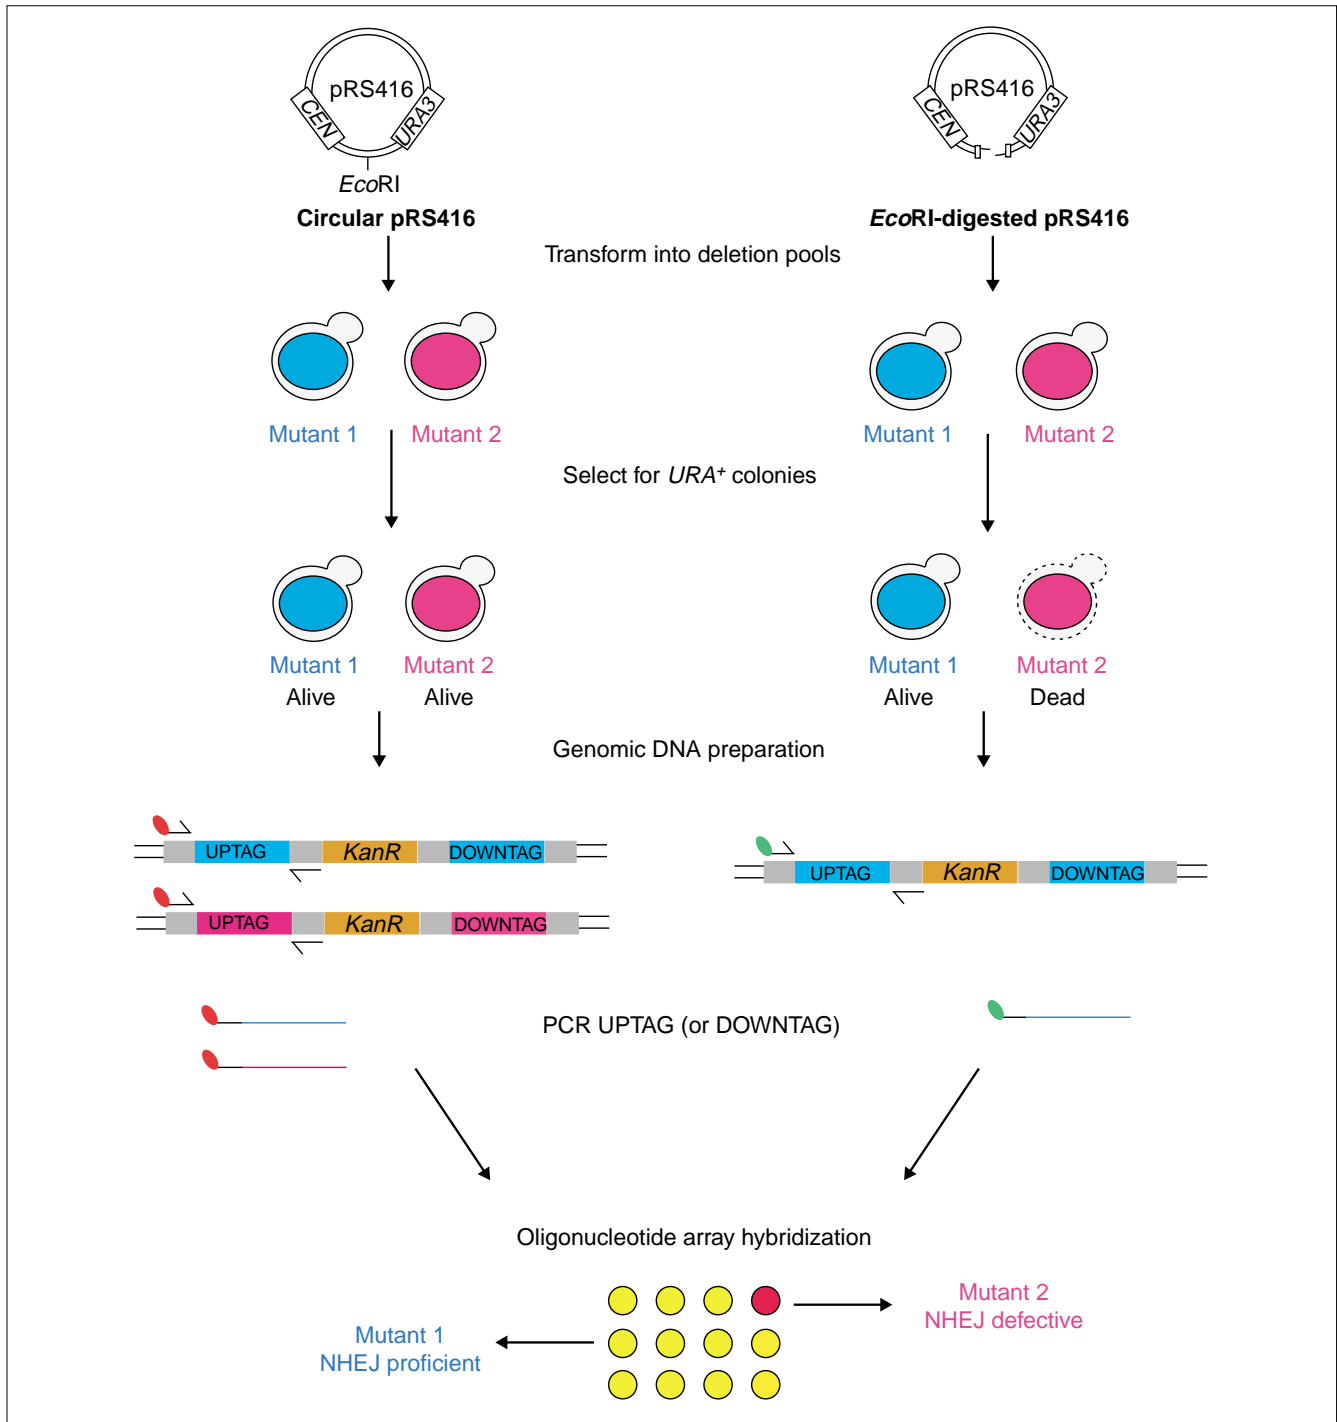 pRS416
CEN
URA3
EcoRI
Circular pRS416
pRS416
CEN
URA3
EcoRI-digested pRS416
Transform into deletion pools
Mutant 1
Mutant 2
Mutant 1
Mutant 2
Select for URA+ colonies
Mutant 1
Alive
Mutant 2
Alive
Mutant 1
Alive
Mutant 2
Dead
Genomic DNA preparation
UPTAG
KanR
DOWNTAG
UPTAG
KanR
DOWNTAG
UPTAG
KanR
DOWNTAG
PCR UPTAG (or DOWNTAG)
Oligonucleotide array hybridization
Mutant 2
NHEJ defective
Mutant 1
NHEJ proficient